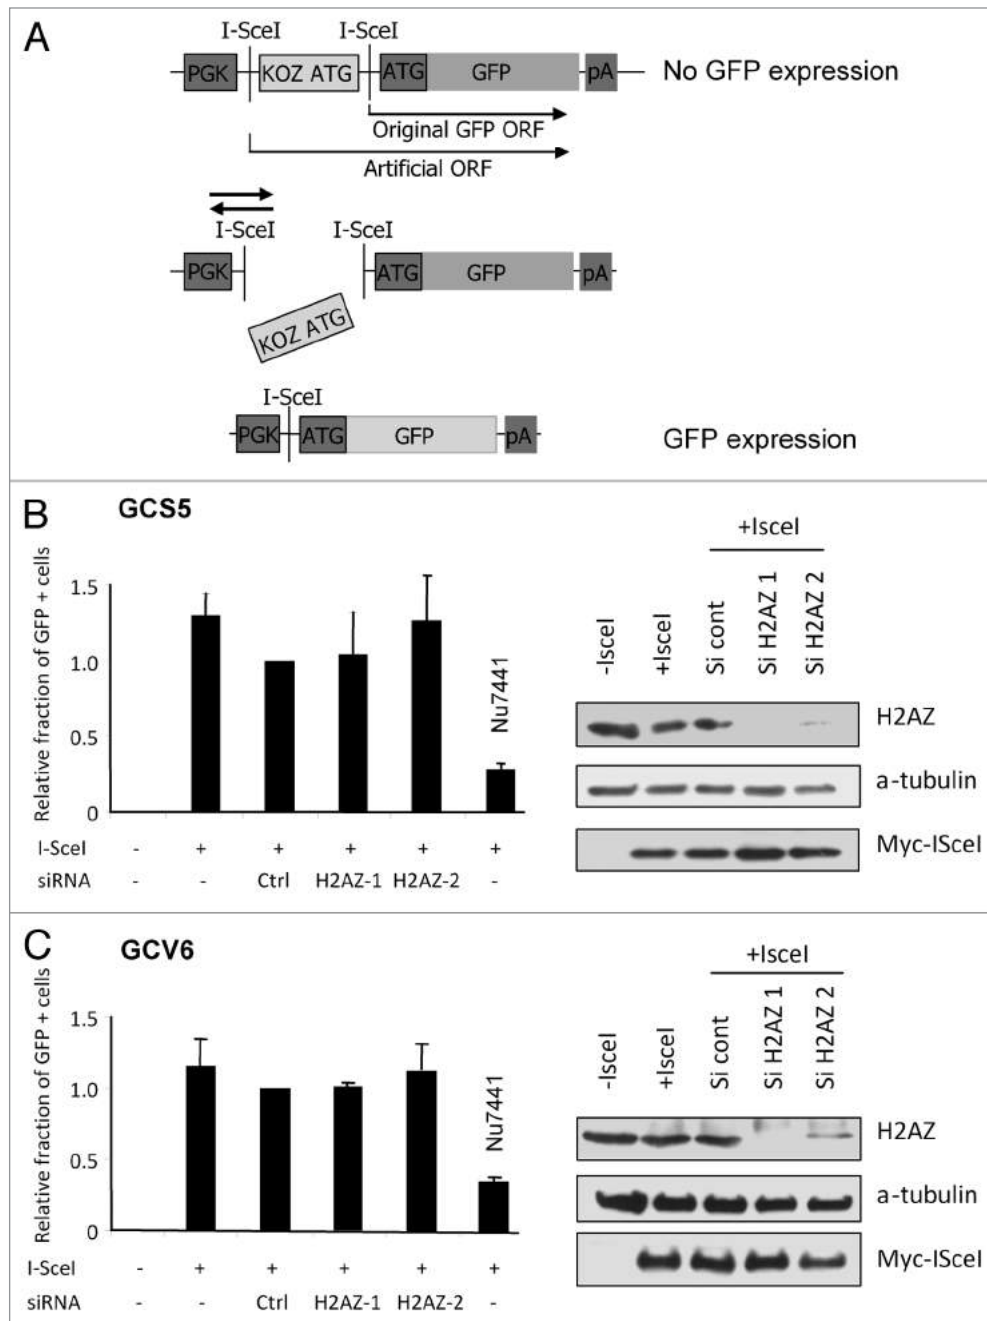 A
I-SceI I-SceI
PGK KOZ ATG ATG GFP pA No GFP expression
Original GFP ORF
Artificial ORF
I-SceI I-SceI
PGK ATG GFP pA
KOZ ATG
I-SceI
PGK ATG GFP pA GFP expression
B GCS5
Relative fraction of GFP + cells
1.5
1.0
0.5
0
Nu7441
I-SceI - + + + + +
siRNA - - Ctrl H2AZ-1 H2AZ-2 -
+IsceI
-IsceI
+IsceI
Si cont
Si H2AZ 1
Si H2AZ 2
H2AZ
a-tubulin
Myc-ISceI
C GCV6
Relative fraction of GFP + cells
1.5
1.0
0.5
0
Nu7441
I-SceI - + + + + +
siRNA - - Ctrl H2AZ-1 H2AZ-2 -
+IsceI
-IsceI
+IsceI
Si cont
Si H2AZ 1
Si H2AZ 2
H2AZ
a-tubulin
Myc-ISceI